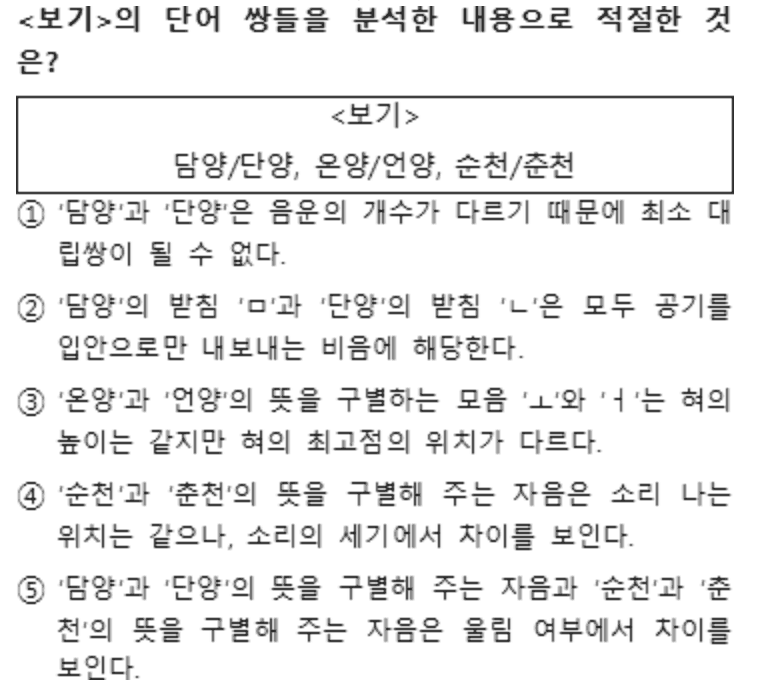 <보기>의 단어 쌍들을 분석한 내용으로 적절한 것
은?
<보기>
담양/단양, 온양/언양, 순천/춘천
① '담양'과 '단양'은 음운의 개수가 다르기 때문에 최소 대
립쌍이 될 수 없다.
② '담양'의 받침 'ㅁ'과 '단양'의 받침 'ㄴ'은 모두 공기를
입안으로만 내보내는 비음에 해당한다.
③ '온양'과 '언양'의 뜻을 구별하는 모음 'ㅗ'와 'ㅓ'는 혀의
높이는 같지만 혀의 최고점의 위치가 다르다.
④ '순천'과 '춘천'의 뜻을 구별해 주는 자음은 소리 나는
위치는 같으나, 소리의 세기에서 차이를 보인다.
⑤ '담양'과 '단양'의 뜻을 구별해 주는 자음과 '순천'과 '춘
천'의 뜻을 구별해 주는 자음은 울림 여부에서 차이를
보인다.